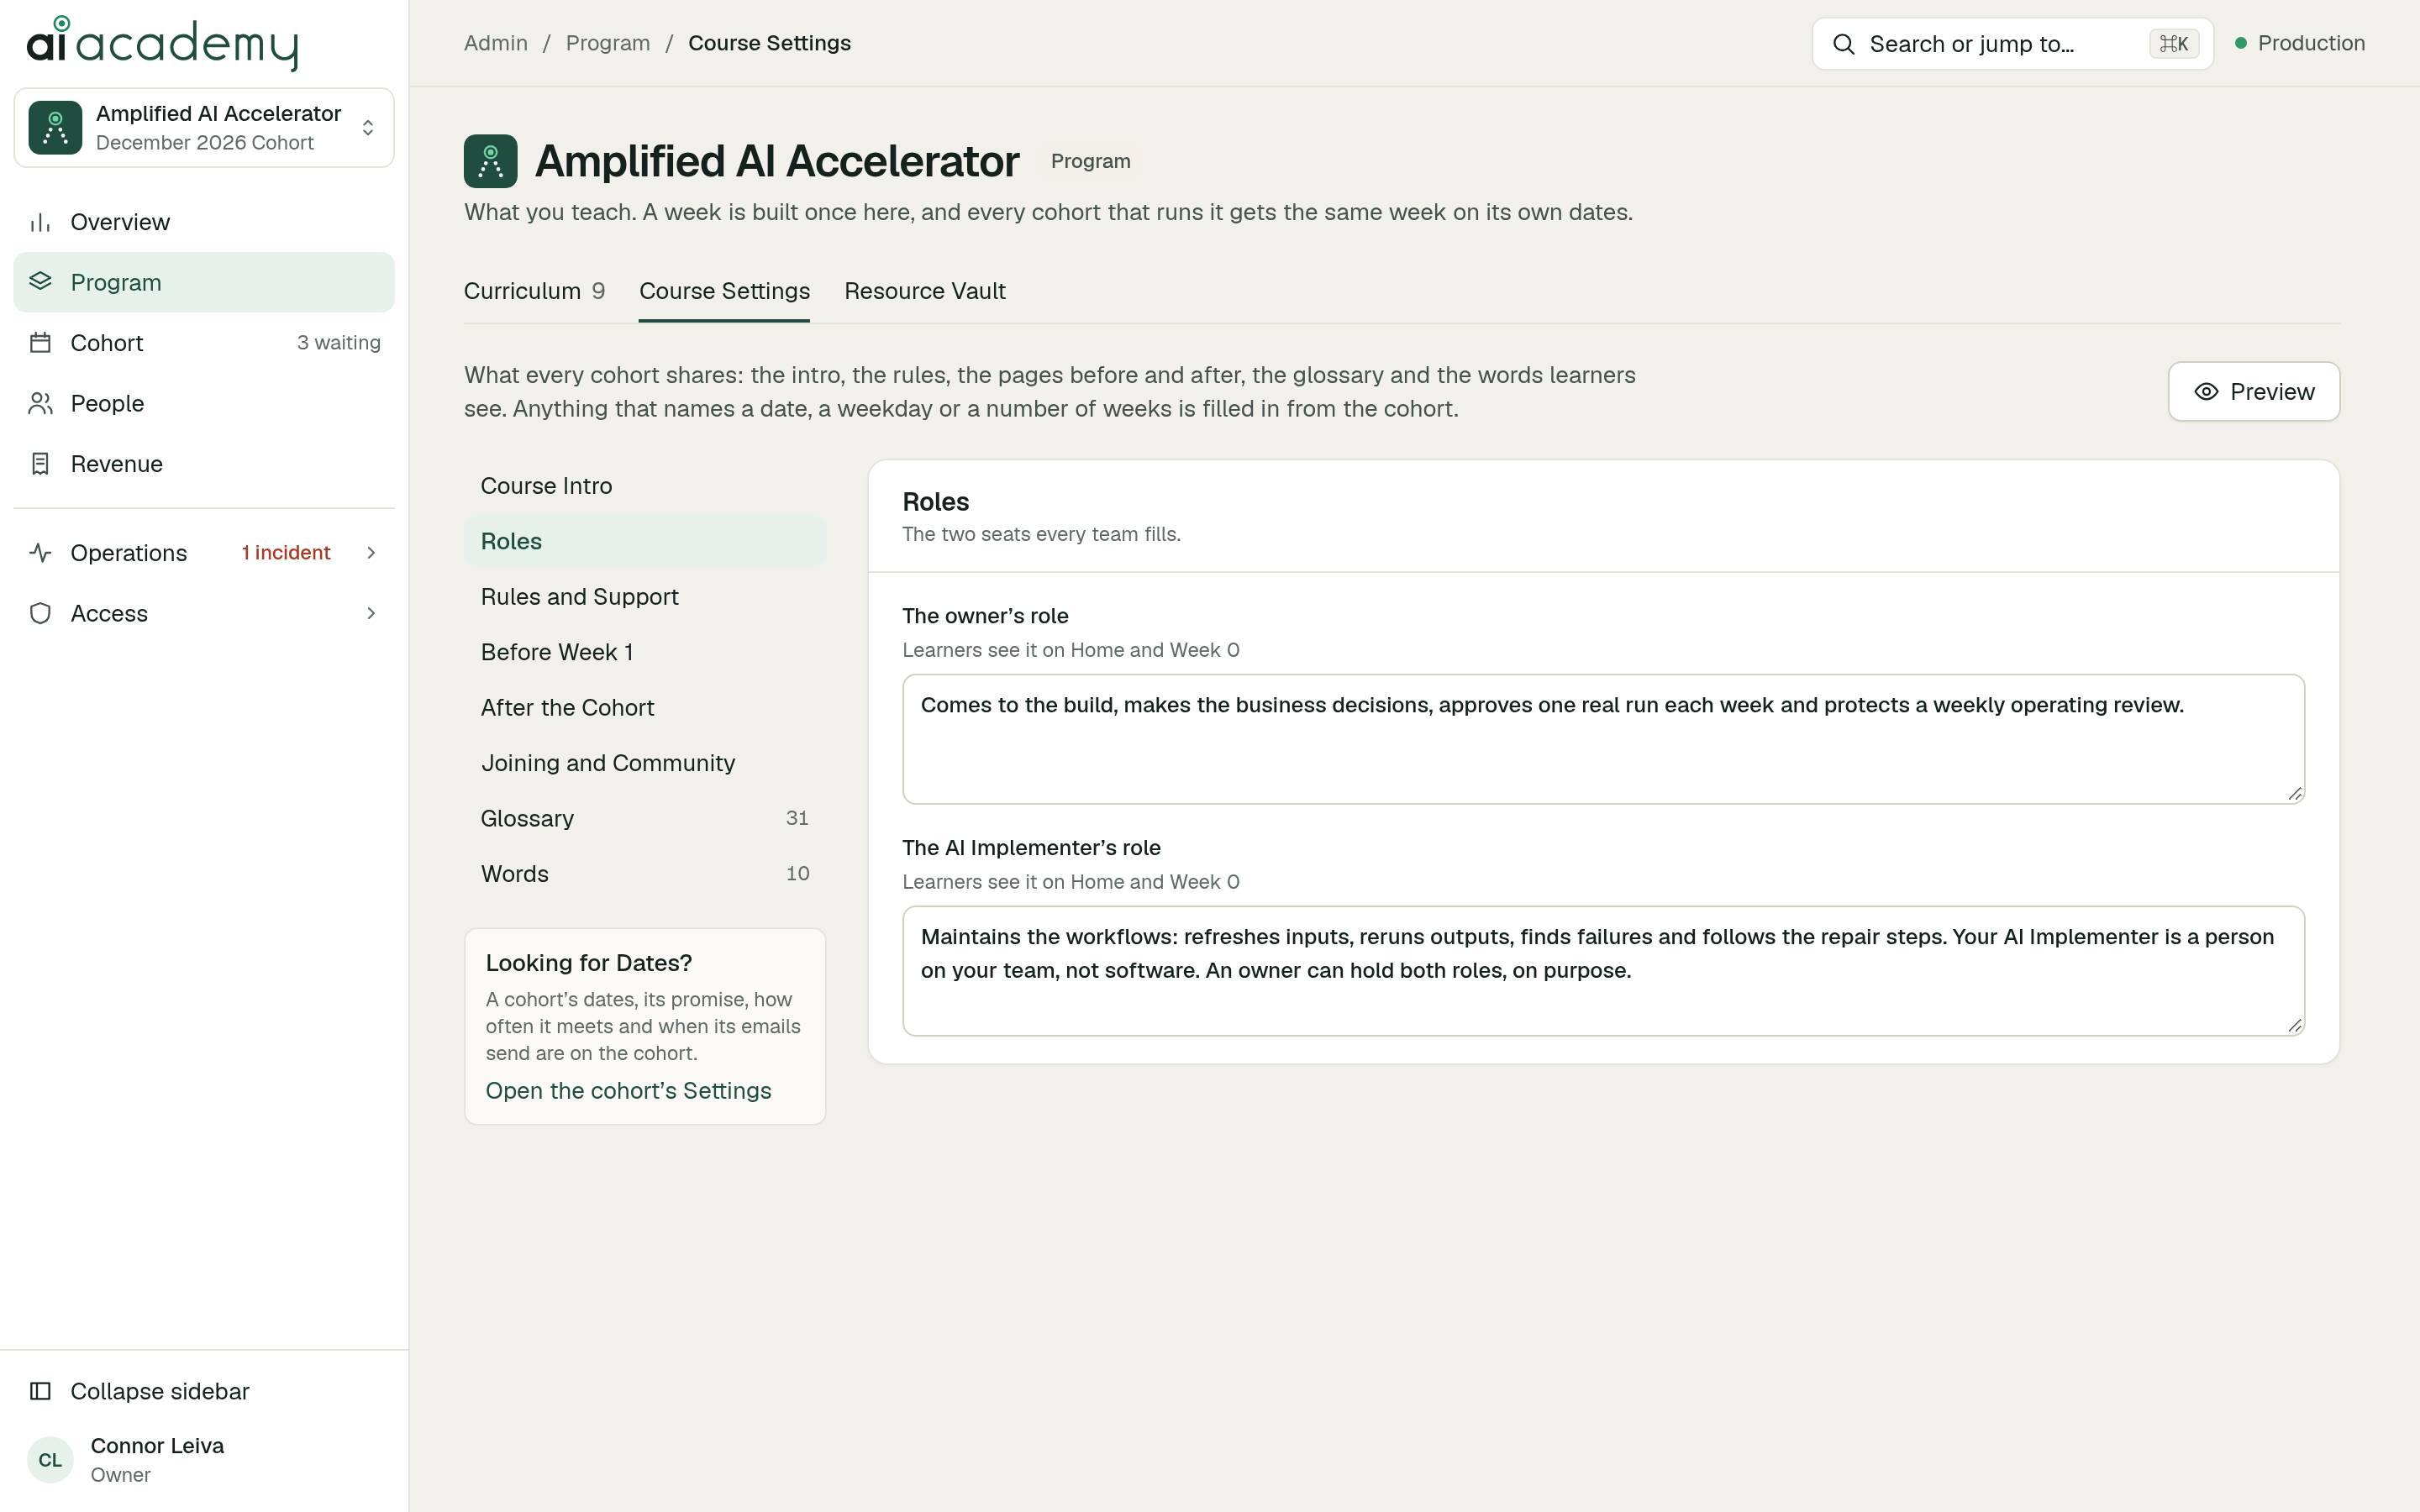 ai academy
Amplified AI Accelerator
December 2026 Cohort
Overview
Program
Cohort 3 waiting
People
Revenue
Operations 1 incident
Access
Collapse sidebar
CL
Connor Leiva
Owner
Admin / Program / Course Settings
Search or jump to... ⌘K
Production
Amplified AI Accelerator Program
What you teach. A week is built once here, and every cohort that runs it gets the same week on its own dates.
Curriculum 9 Course Settings Resource Vault
What every cohort shares: the intro, the rules, the pages before and after, the glossary and the words learners
see. Anything that names a date, a weekday or a number of weeks is filled in from the cohort.
Preview
Course Intro
Roles
Rules and Support
Before Week 1
After the Cohort
Joining and Community
Glossary 31
Words 10
Looking for Dates?
A cohort’s dates, its promise, how
often it meets and when its emails
send are on the cohort.
Open the cohort’s Settings
Roles
The two seats every team fills.
The owner’s role
Learners see it on Home and Week 0
Comes to the build, makes the business decisions, approves one real run each week and protects a weekly operating review.
The AI Implementer’s role
Learners see it on Home and Week 0
Maintains the workflows: refreshes inputs, reruns outputs, finds failures and follows the repair steps. Your AI Implementer is a person
on your team, not software. An owner can hold both roles, on purpose.